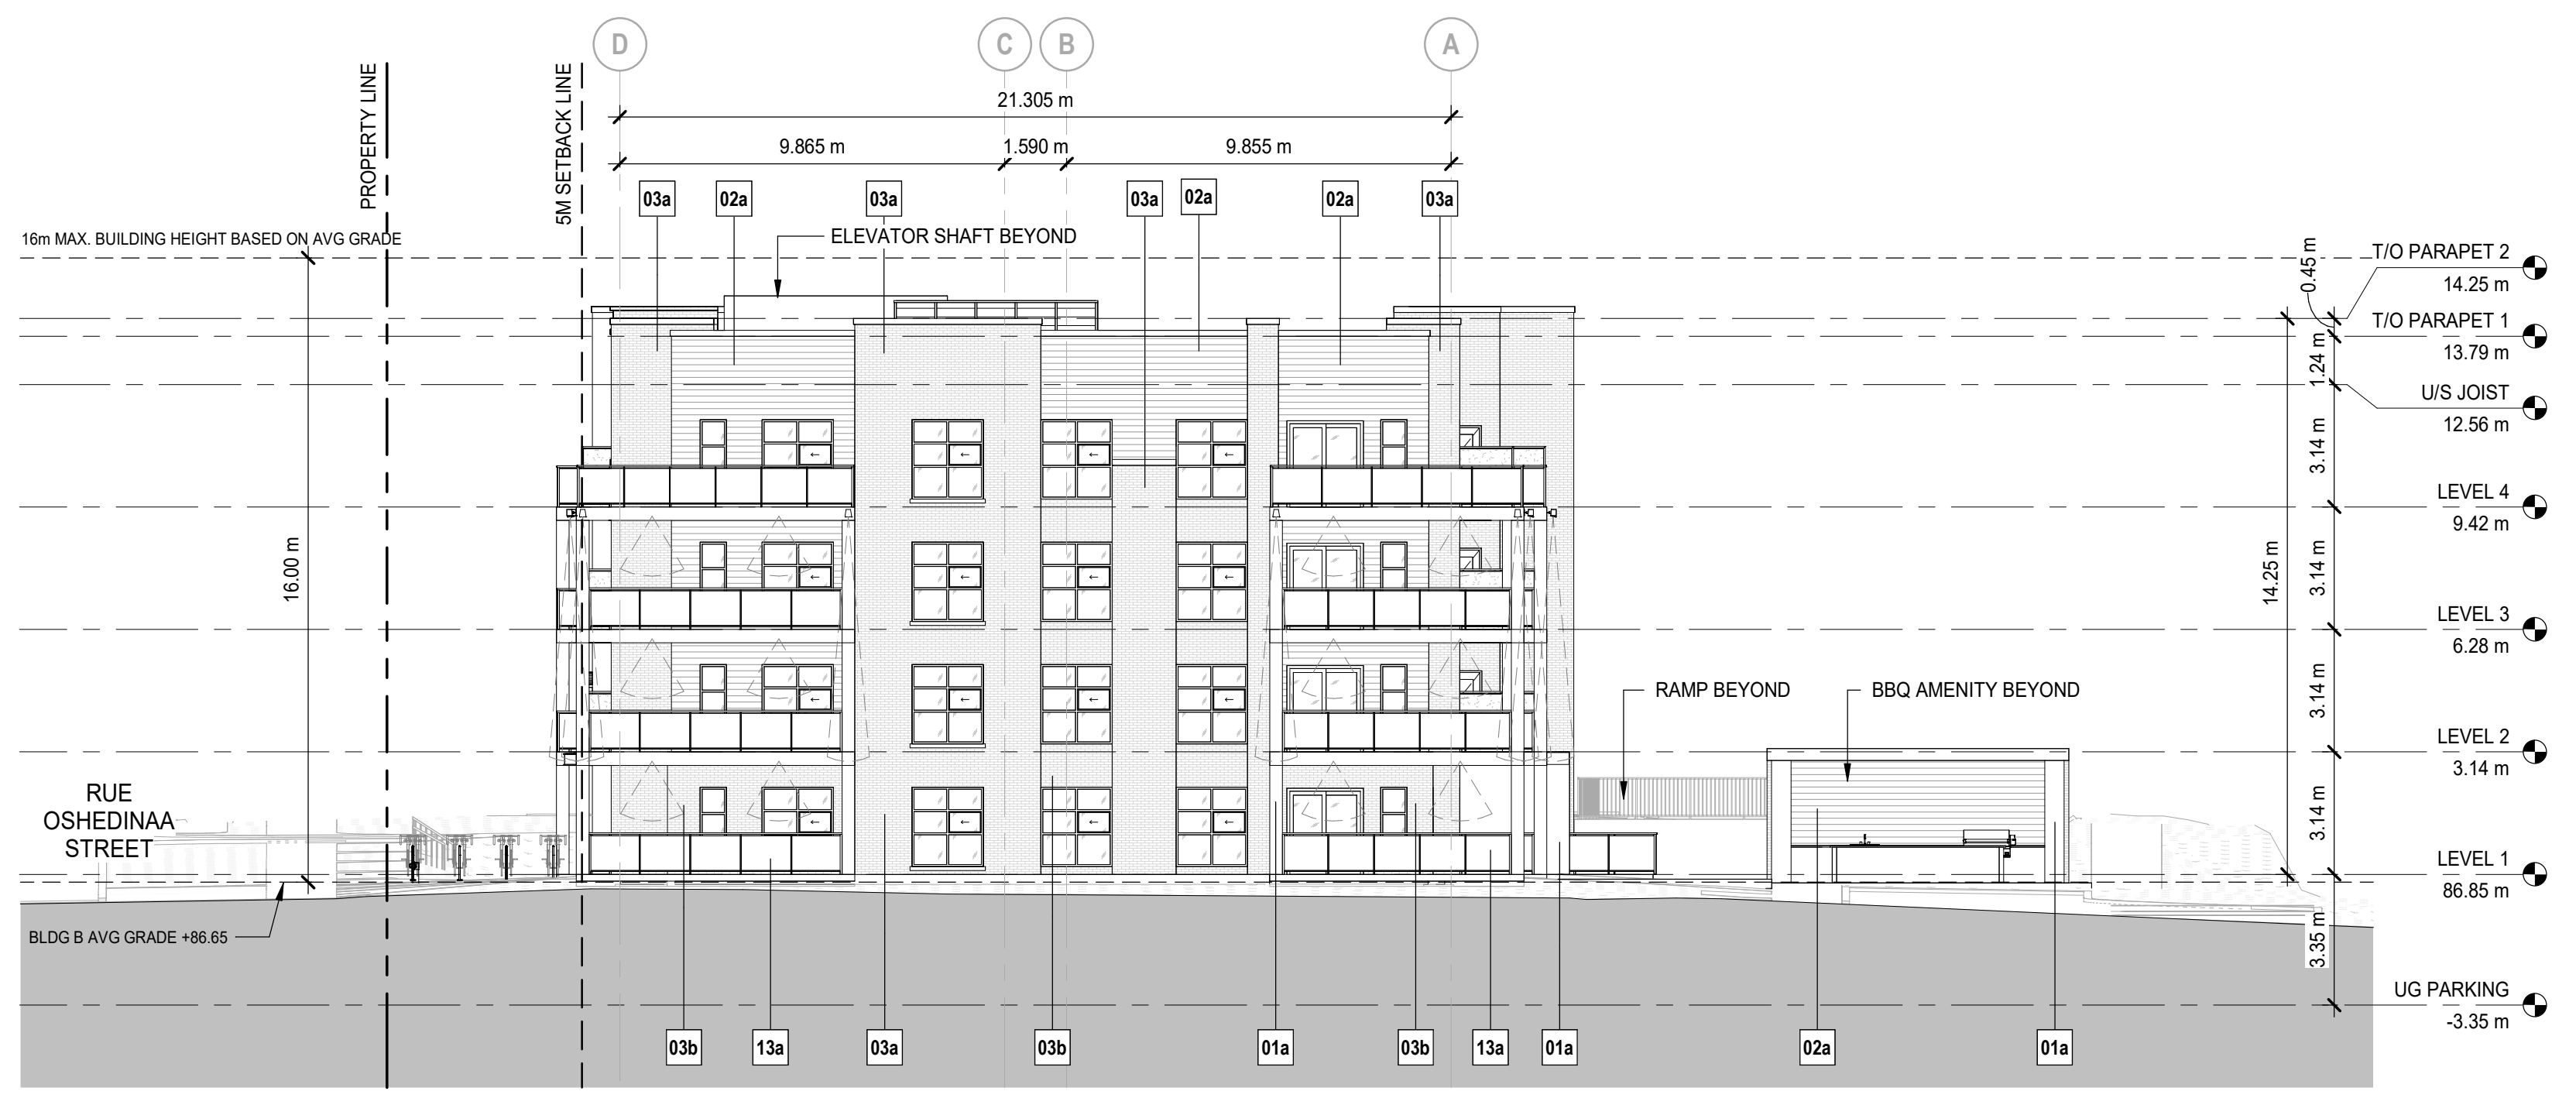 D
C
B
A
PROPERTY LINE
5M SETBACK LINE
21.305 m
9.865 m
1.590 m
9.855 m
03a
02a
03a
03a
02a
02a
03a
ELEVATOR SHAFT BEYOND
16m MAX. BUILDING HEIGHT BASED ON AVG GRADE
16.00 m
T/O PARAPET 2
14.25 m
T/O PARAPET 1
13.79 m
U/S JOIST
12.56 m
LEVEL 4
9.42 m
LEVEL 3
6.28 m
LEVEL 2
3.14 m
LEVEL 1
86.85 m
UG PARKING
-3.35 m
0.45 m
1.24 m
3.14 m
3.14 m
3.14 m
3.14 m
3.35 m
14.25 m
RAMP BEYOND
BBQ AMENITY BEYOND
RUE
OSHEDINAA
STREET
BLDG B AVG GRADE +86.65
03b
13a
03a
03b
01a
03b
13a
01a
02a
01a